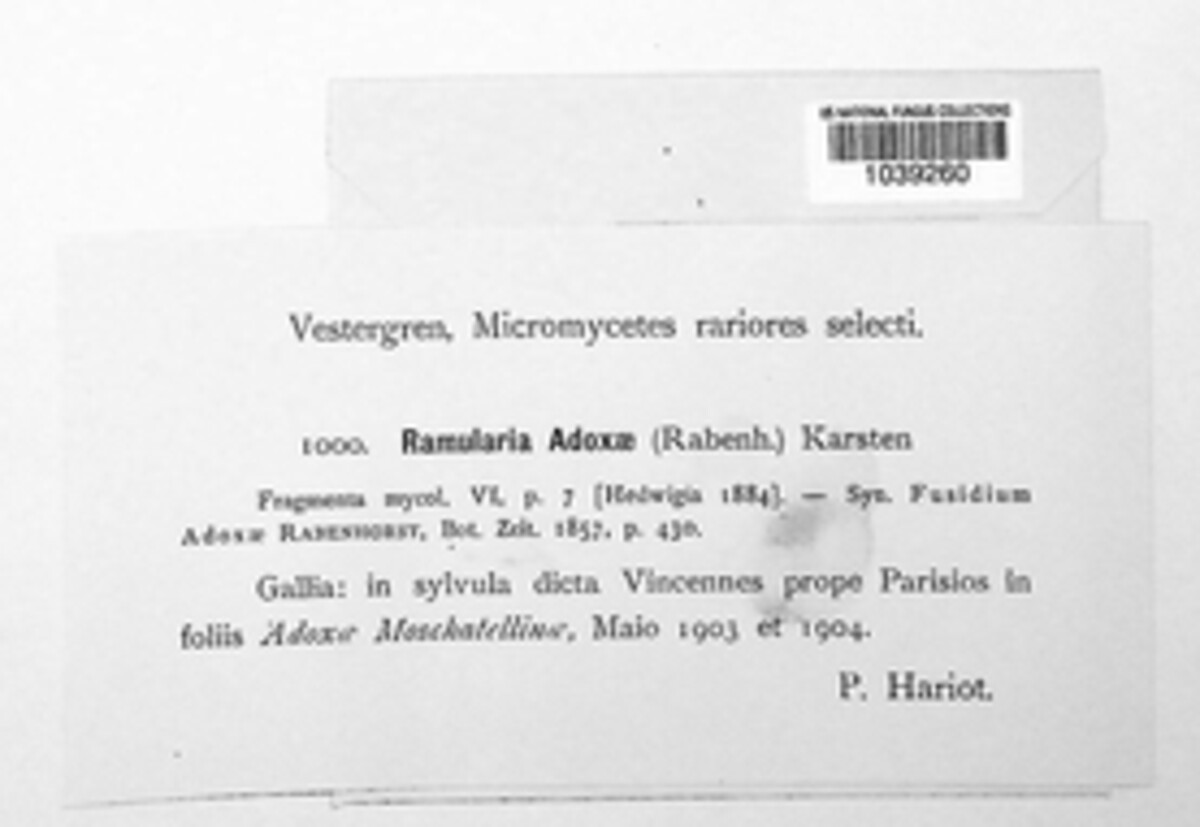 US NATIONAL FUNGUS COLLECTIONS
1039260
Vestergren, Micromycetes rariores selecti.
1000. Ramularia Adoxæ (Rabenh.) Karsten
Fragmenta mycol. VI, p. 7 [Hedwigia 1884]. — Syn. Fusidium
Adoxæ RABENHORST, Bot. Zeit. 1857, p. 430.
Gallia: in sylvula dicta Vincennes prope Parisios in
foliis Adoxæ Moschatellinæ, Maio 1903 et 1904.
P. Hariot.